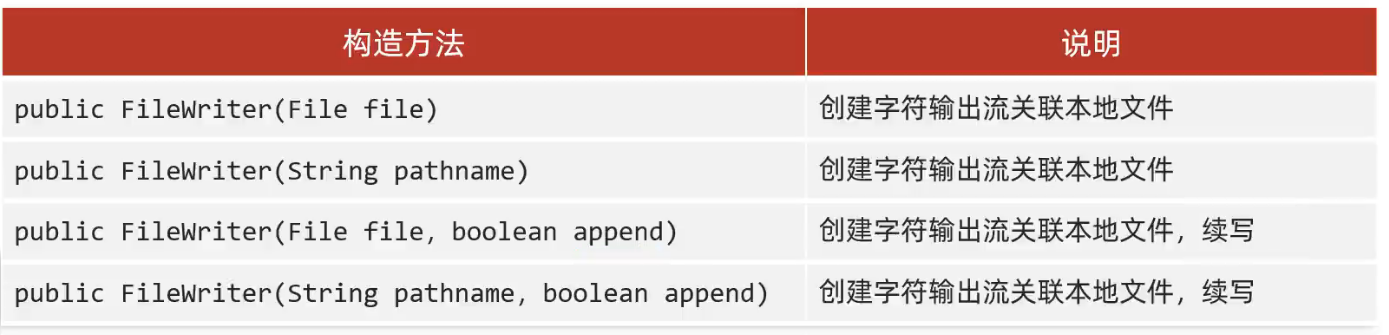 构造方法 说明
public FileWriter(File file) 创建字符输出流关联本地文件
public FileWriter(String pathname) 创建字符输出流关联本地文件
public FileWriter(File file, boolean append) 创建字符输出流关联本地文件，续写
public FileWriter(String pathname, boolean append) 创建字符输出流关联本地文件，续写